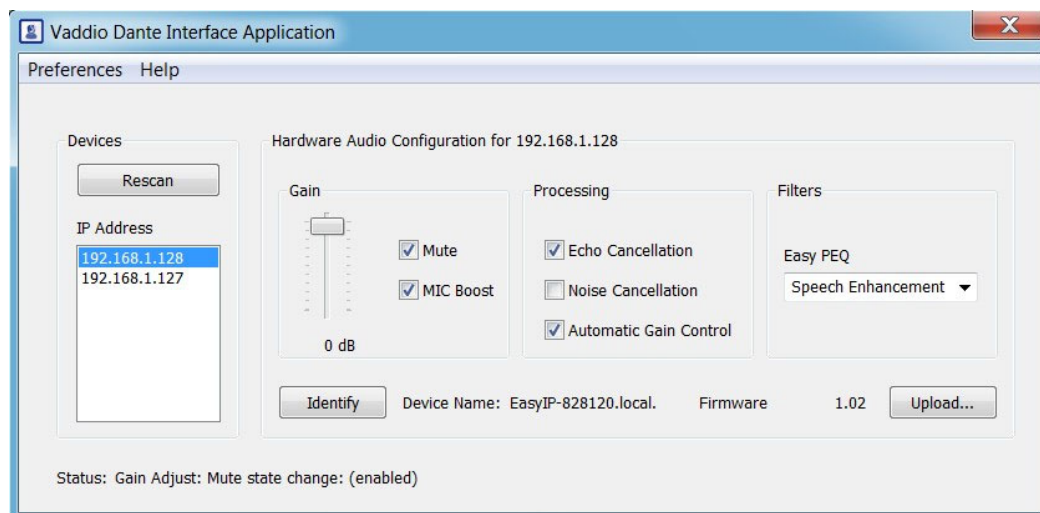 Vaddio Dante Interface Application
X
Preferences Help
Devices
Rescan
IP Address
192.168.1.128
192.168.1.127
Hardware Audio Configuration for 192.168.1.128
Gain
Mute
MIC Boost
0 dB
Processing
Echo Cancellation
Noise Cancellation
Automatic Gain Control
Filters
Easy PEQ
Speech Enhancement
Identify Device Name: EasyIP-828120.local. Firmware 1.02 Upload...
Status: Gain Adjust: Mute state change: (enabled)